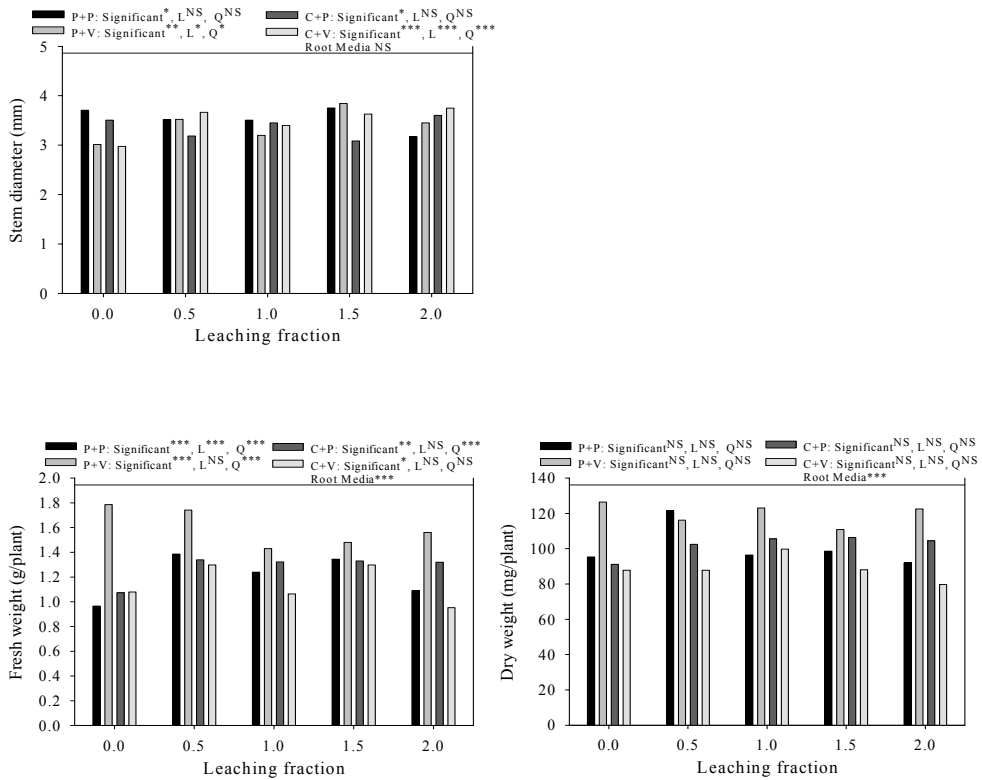 P+P: Significant*, L^NS, Q^NS C+P: Significant*, L^NS, Q^NS
P+V: Significant**, L*, Q* C+V: Significant***, L***, Q***
Root Media NS
5
4
3
2
1
0
Stem diameter (mm)
0.0 0.5 1.0 1.5 2.0
Leaching fraction
P+P: Significant***, L***, Q*** C+P: Significant**, L^NS, Q***
P+V: Significant***, L^NS, Q*** C+V: Significant*, L^NS, Q^NS
Root Media***
2.0
1.8
1.6
1.4
1.2
1.0
0.8
0.6
0.4
0.2
0.0
Fresh weight (g/plant)
0.0 0.5 1.0 1.5 2.0
Leaching fraction
P+P: Significant^NS, L^NS, Q^NS C+P: Significant^NS, L^NS, Q^NS
P+V: Significant^NS, L^NS, Q^NS C+V: Significant^NS, L^NS, Q^NS
Root Media***
140
120
100
80
60
40
20
0
Dry weight (mg/plant)
0.0 0.5 1.0 1.5 2.0
Leaching fraction